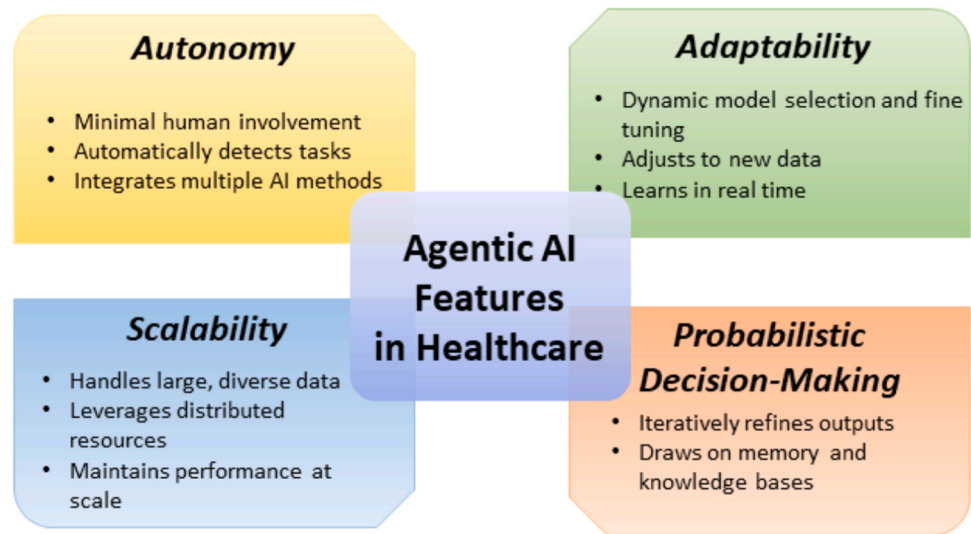 Autonomy
• Minimal human involvement
• Automatically detects tasks
• Integrates multiple AI methods
Adaptability
• Dynamic model selection and fine
tuning
• Adjusts to new data
• Learns in real time
Agentic AI
Features
in Healthcare
Scalability
• Handles large, diverse data
• Leverages distributed
resources
• Maintains performance at
scale
Probabilistic
Decision-Making
• Iteratively refines outputs
• Draws on memory and
knowledge bases